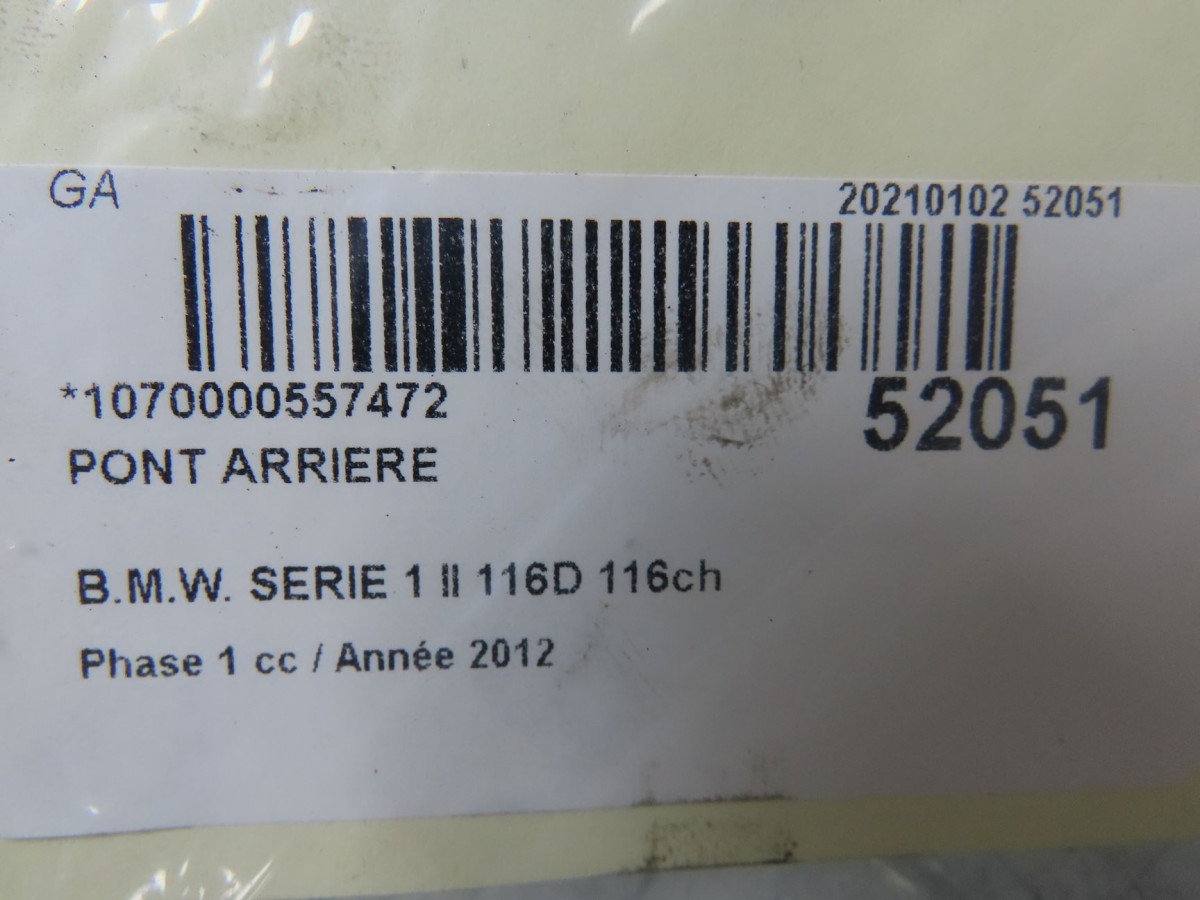 GA
20210102 52051
*1070000557472
52051
PONT ARRIERE
B.M.W. SERIE 1 II 116D 116ch
Phase 1 cc / Année 2012